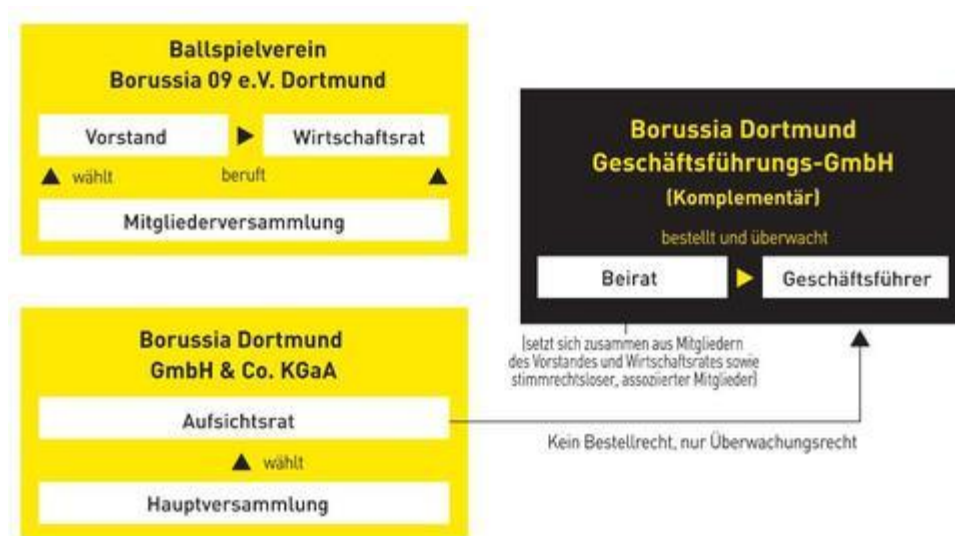 Ballspielverein
Borussia 09 e.V. Dortmund
Vorstand
Wirtschaftsrat
wählt
beruft
Mitgliederversammlung
Borussia Dortmund
GmbH & Co. KGaA
Aufsichtsrat
wählt
Hauptversammlung
Borussia Dortmund
Geschäftsführungs-GmbH
(Komplementär)
bestellt und überwacht
Beirat
Geschäftsführer
(setzt sich zusammen aus Mitgliedern
des Vorstandes und Wirtschaftsrates sowie
stimmrechtsloser, assoziierter Mitglieder)
Kein Bestellrecht, nur Überwachungsrecht